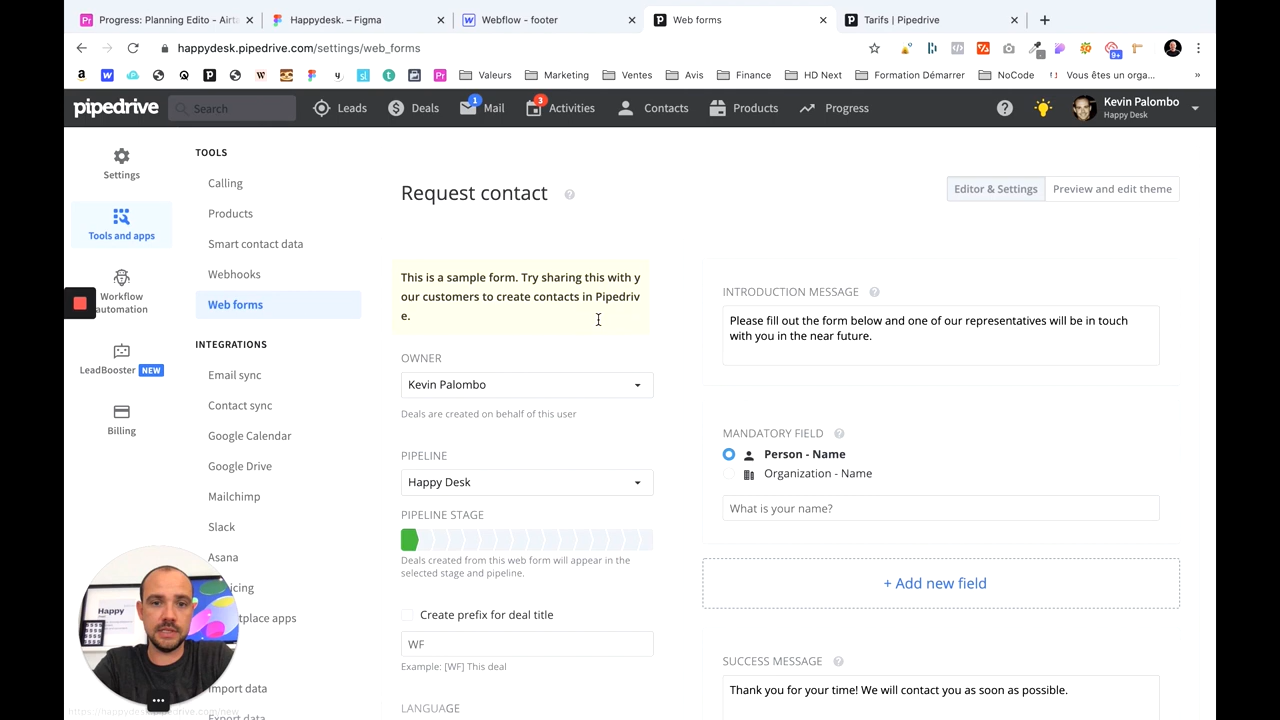 Progress: Planning Edito - Airta
Happydesk. – Figma
Webflow - footer
Web forms
Tarifs | Pipedrive
happydesk.pipedrive.com/settings/web_forms
9+
Valeurs
Marketing
Ventes
Avis
Finance
HD Next
Formation Démarrer
NoCode
Vous êtes un orga...
»
pipedrive
Search
Leads
Deals
1
Mail
3
Activities
Contacts
Products
Progress
Kevin Palombo
Happy Desk
Settings
Tools and apps
Workflow
automation
LeadBooster NEW
Billing
TOOLS
Calling
Products
Smart contact data
Webhooks
Web forms
INTEGRATIONS
Email sync
Contact sync
Google Calendar
Google Drive
Mailchimp
Slack
Asana
icing
tplace apps
Import data
Export data
Happy
Request contact
Editor & Settings
Preview and edit theme
This is a sample form. Try sharing this with y
our customers to create contacts in Pipedriv
e.
OWNER
Kevin Palombo
Deals are created on behalf of this user
PIPELINE
Happy Desk
PIPELINE STAGE
Deals created from this web form will appear in the
selected stage and pipeline.
Create prefix for deal title
WF
Example: [WF] This deal
LANGUAGE
INTRODUCTION MESSAGE
Please fill out the form below and one of our representatives will be in touch
with you in the near future.
MANDATORY FIELD
Person - Name
Organization - Name
What is your name?
+ Add new field
SUCCESS MESSAGE
Thank you for your time! We will contact you as soon as possible.